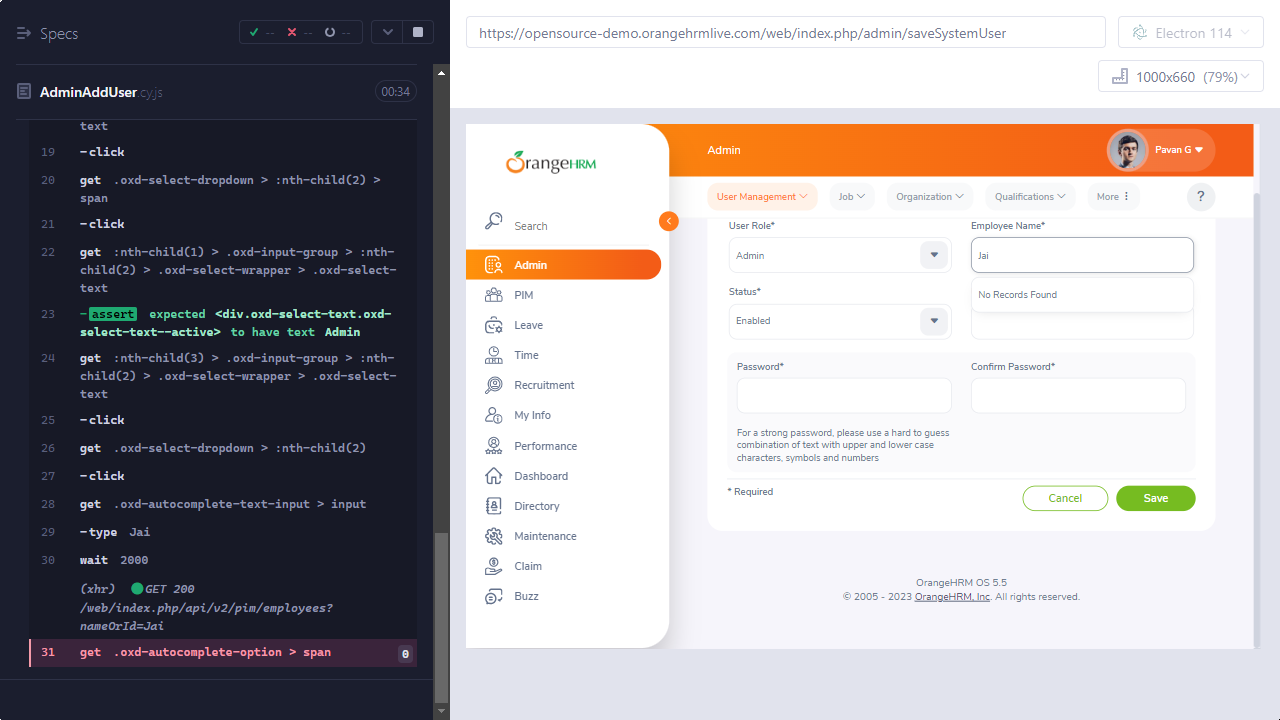 Specs
-- -- --
AdminAddUser.cy.js
00:34
text
19 -click
20 get .oxd-select-dropdown > :nth-child(2) >
span
21 -click
22 get :nth-child(1) > .oxd-input-group > :nth-
child(2) > .oxd-select-wrapper > .oxd-select-
text
23 -assert expected <div.oxd-select-text.oxd-
select-text--active> to have text Admin
24 get :nth-child(3) > .oxd-input-group > :nth-
child(2) > .oxd-select-wrapper > .oxd-select-
text
25 -click
26 get .oxd-select-dropdown > :nth-child(2)
27 -click
28 get .oxd-autocomplete-text-input > input
29 -type Jai
30 wait 2000
(xhr) GET 200
/web/index.php/api/v2/pim/employees?
nameOrId=Jai
31 get .oxd-autocomplete-option > span 0
https://opensource-demo.orangehrmlive.com/web/index.php/admin/saveSystemUser
Electron 114
1000x660 (79%)
OrangeHRM
Search
Admin
PIM
Leave
Time
Recruitment
My Info
Performance
Dashboard
Directory
Maintenance
Claim
Buzz
Admin
Pavan G
User Management
Job
Organization
Qualifications
More
?
User Role*
Employee Name*
Admin
Jai
No Records Found
Status*
Enabled
Password*
Confirm Password*
For a strong password, please use a hard to guess
combination of text with upper and lower case
characters, symbols and numbers
* Required
Cancel
Save
OrangeHRM OS 5.5
© 2005 - 2023 OrangeHRM, Inc. All rights reserved.